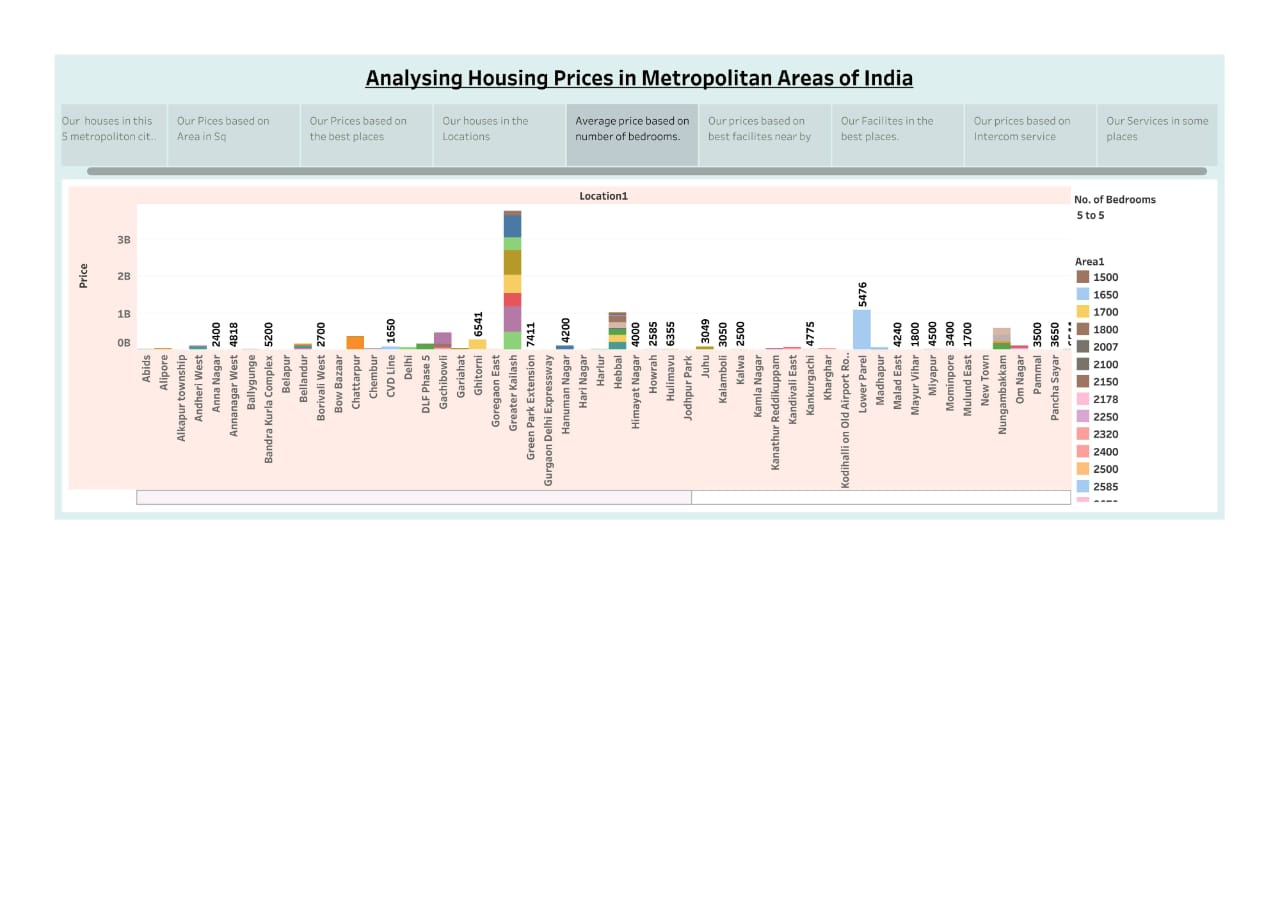 Analysing Housing Prices in Metropolitan Areas of India
Our houses in this
5 metropoliton cit..
Our Pices based on
Area in Sq
Our Prices based on
the best places
Our houses in the
Locations
Average price based on
number of bedrooms.
Our prices based on
best facilites near by
Our Facilites in the
best places.
Our prices based on
Intercom service
Our Services in some
places
Location1
Price
3B
2B
1B
0B
2400
4818
5200
2700
1650
6541
7411
4200
4000
2585
6355
3049
3050
2500
4775
5476
4240
1800
4500
3400
1700
3500
3650
Abids
Alipore
Alkapur township
Andheri West
Anna Nagar
Annanagar West
Ballygunge
Bandra Kurla Complex
Belapur
Bellandur
Borivali West
Bow Bazaar
Chattarpur
Chembur
CVD Line
Delhi
DLF Phase 5
Gachibowli
Gariahat
Ghitorni
Goregaon East
Greater Kailash
Green Park Extension
Gurgaon Delhi Expressway
Hanuman Nagar
Hari Nagar
Harlur
Hebbal
Himayat Nagar
Howrah
Hulimavu
Jodhpur Park
Juhu
Kalamboli
Kalwa
Kamla Nagar
Kanathur Reddikuppam
Kandivali East
Kankurgachi
Kharghar
Kodihalli on Old Airport Ro..
Lower Parel
Madhapur
Malad East
Mayur Vihar
Miyapur
Mominpore
Mulund East
New Town
Nungambakkam
Om Nagar
Pammal
Pancha Sayar
No. of Bedrooms
5 to 5
Area1
1500
1650
1700
1800
2007
2100
2150
2178
2250
2320
2400
2500
2585